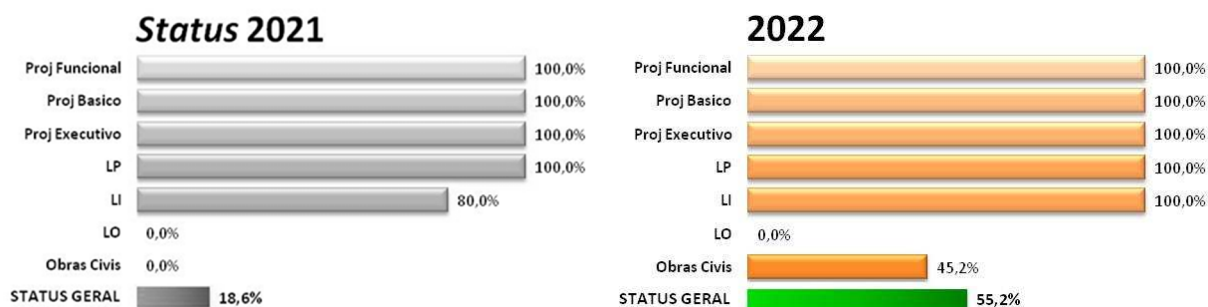 Status 2021
Proj Funcional 100,0%
Proj Basico 100,0%
Proj Executivo 100,0%
LP 100,0%
LI 80,0%
LO 0,0%
Obras Civis 0,0%
STATUS GERAL 18,6%
2022
Proj Funcional 100,0%
Proj Basico 100,0%
Proj Executivo 100,0%
LP 100,0%
LI 100,0%
LO 0,0%
Obras Civis 45,2%
STATUS GERAL 55,2%